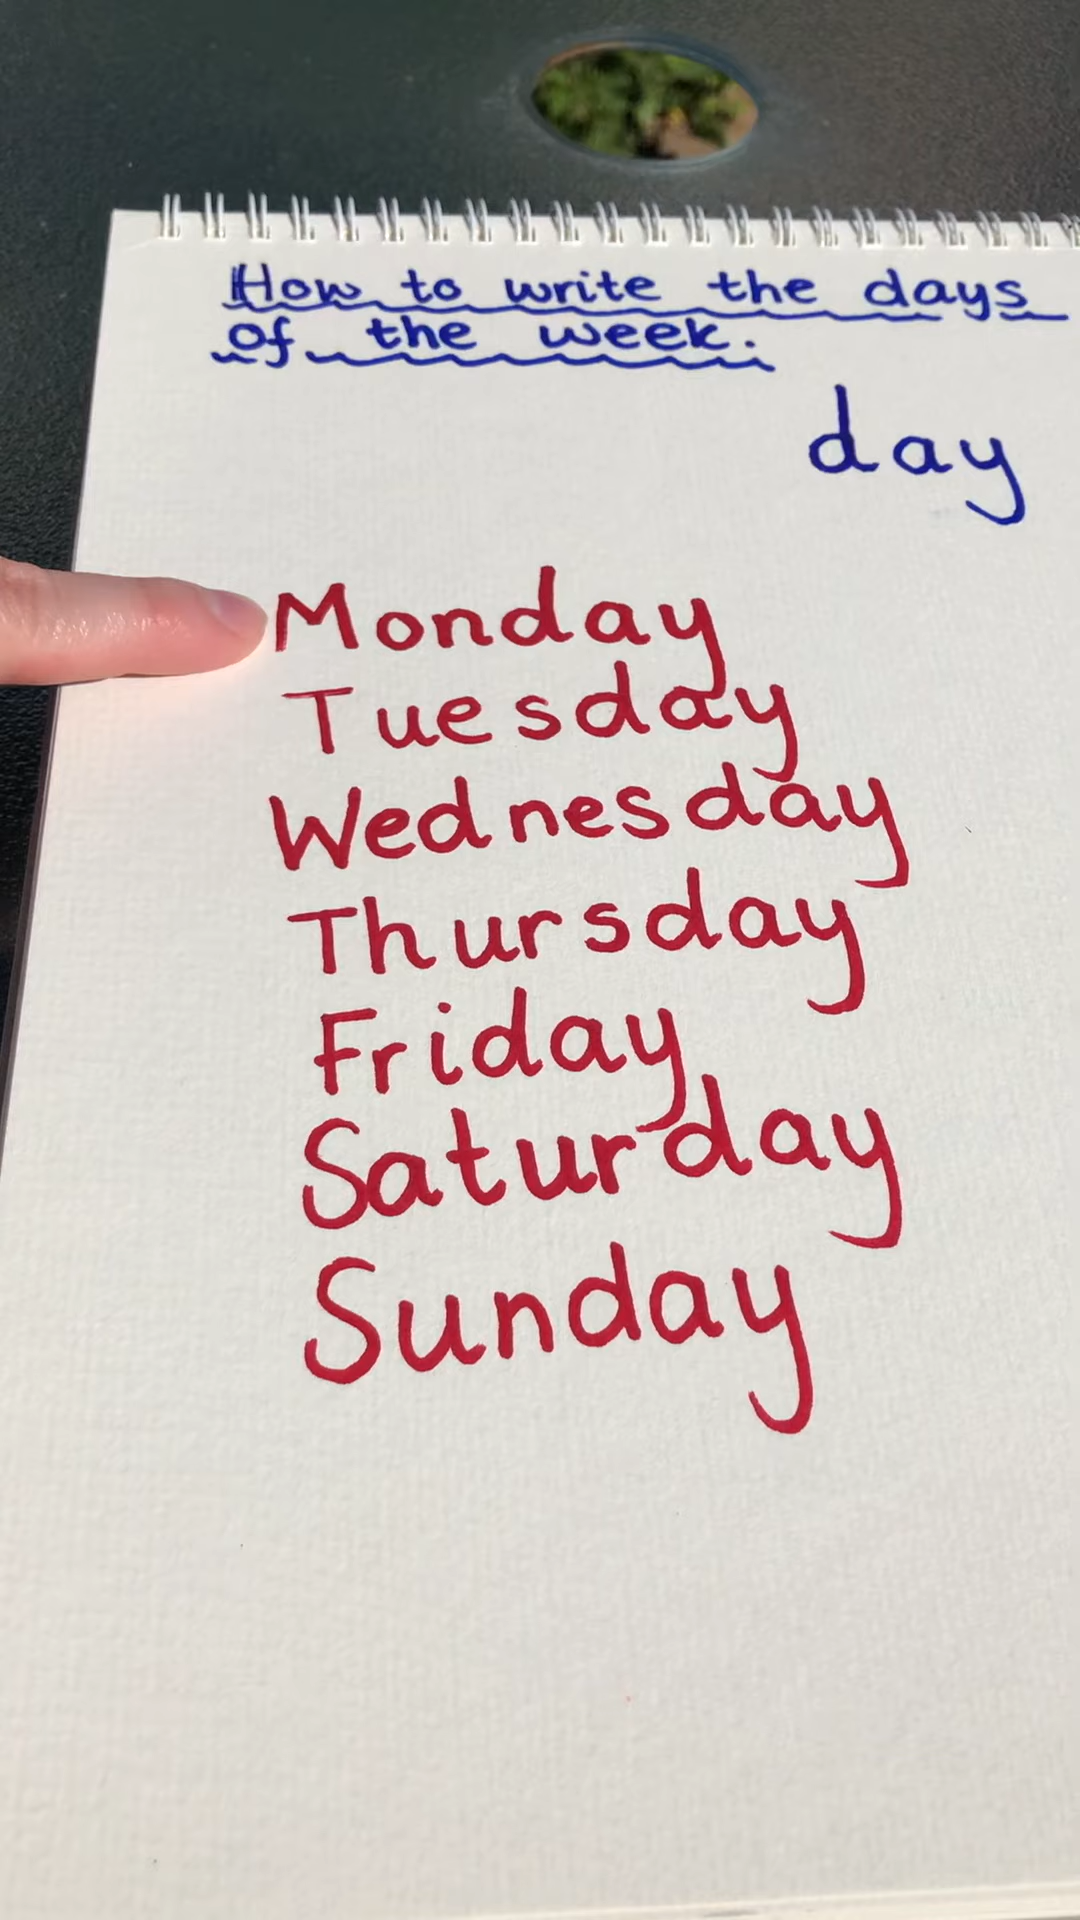 How to write the days
of the week.
day
Monday
Tuesday
Wednesday
Thursday
Friday
Saturday
Sunday